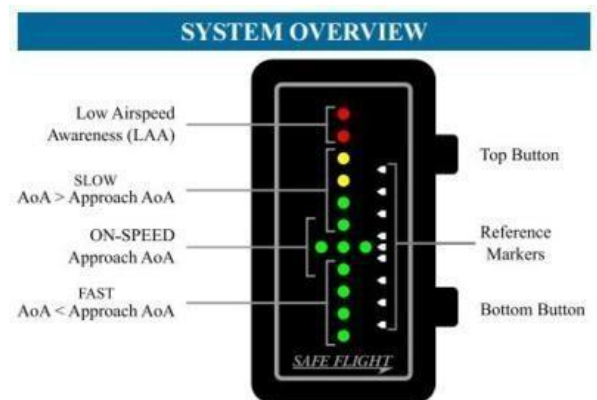 SYSTEM OVERVIEW
Low Airspeed
Awareness (LAA)
SLOW
AoA > Approach AoA
ON-SPEED
Approach AoA
FAST
AoA < Approach AoA
Top Button
Reference
Markers
Bottom Button
SAFE FLIGHT